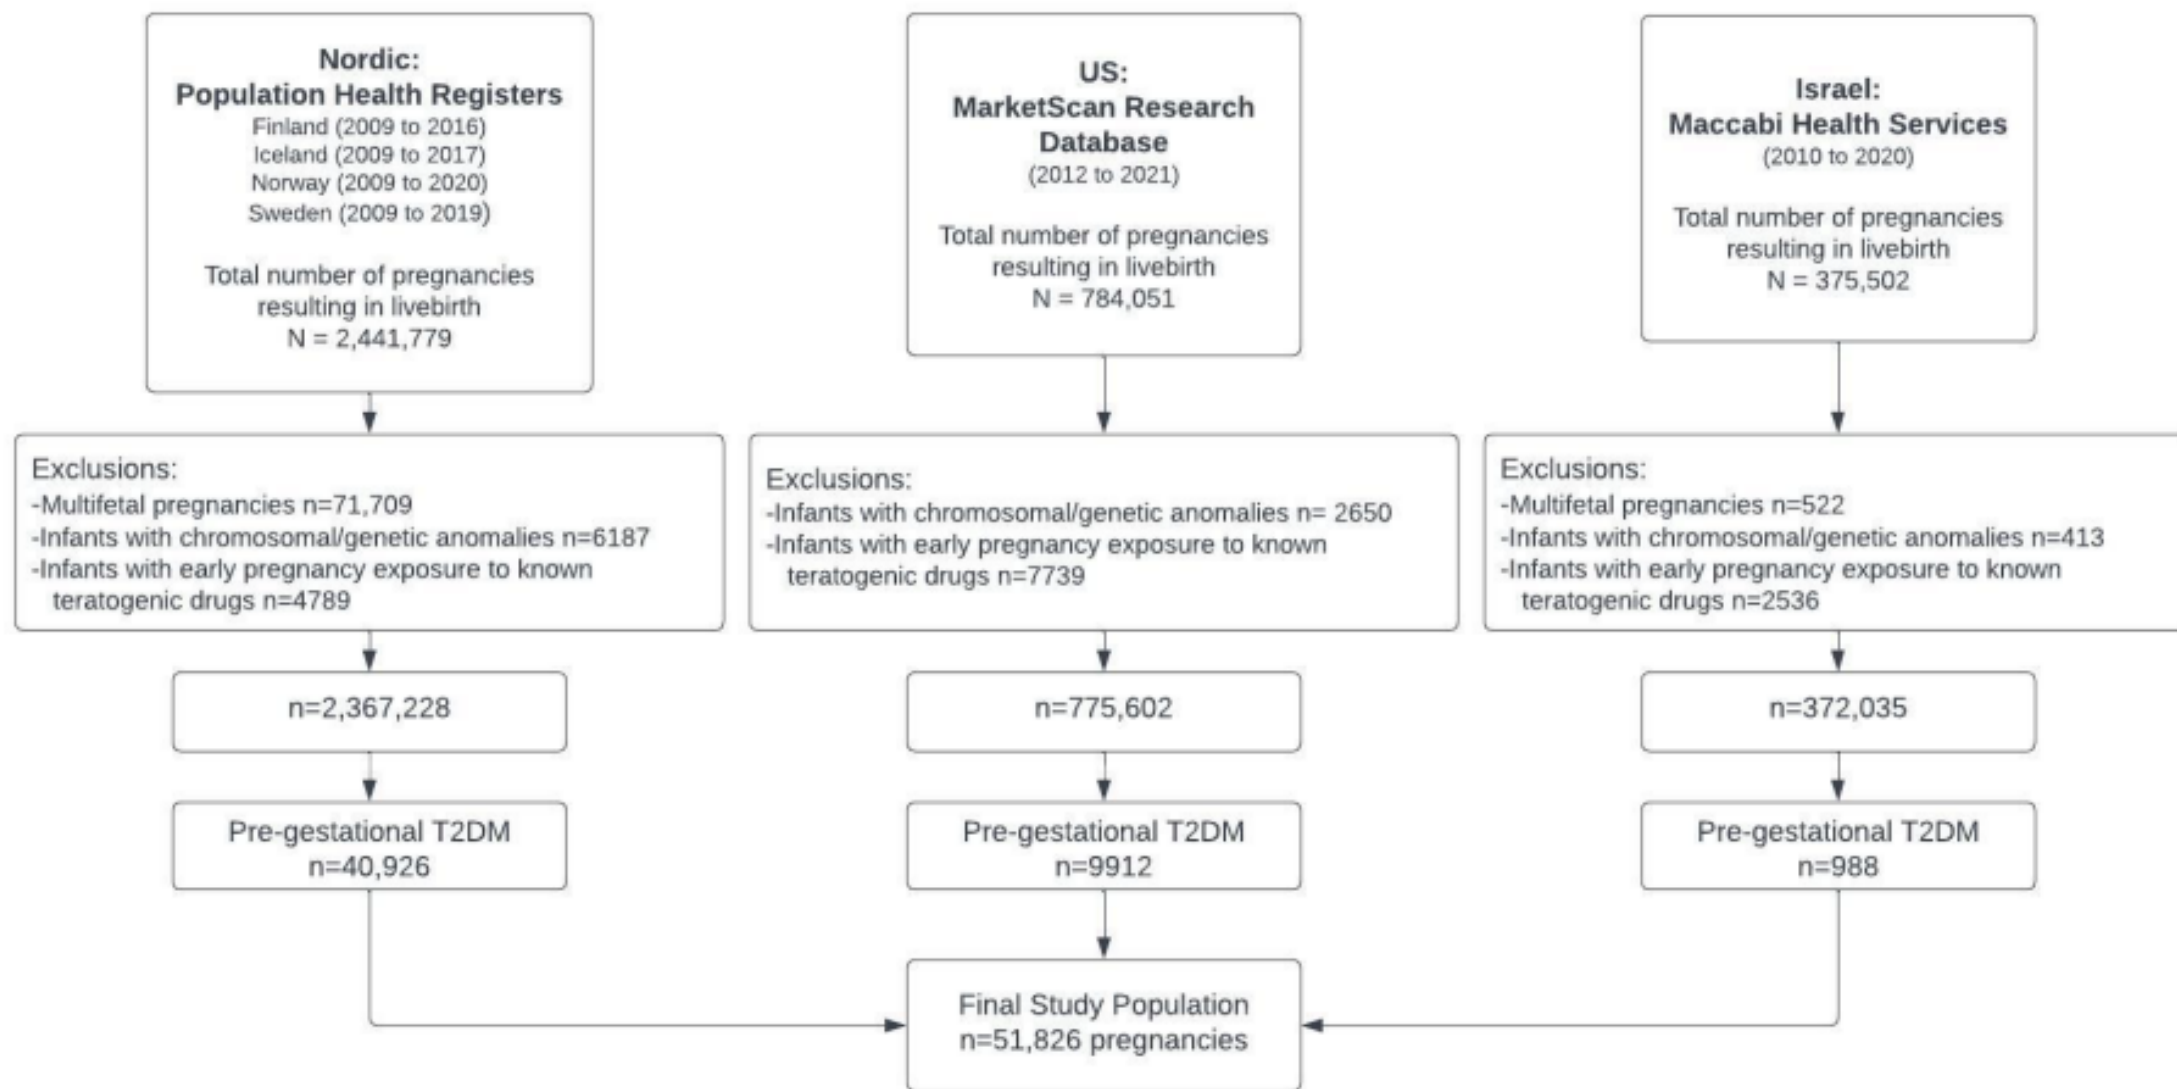 Nordic:
Population Health Registers
Finland (2009 to 2016)
Iceland (2009 to 2017)
Norway (2009 to 2020)
Sweden (2009 to 2019)
Total number of pregnancies
resulting in livebirth
N = 2,441,779
US:
MarketScan Research
Database
(2012 to 2021)
Total number of pregnancies
resulting in livebirth
N = 784,051
Israel:
Maccabi Health Services
(2010 to 2020)
Total number of pregnancies
resulting in livebirth
N = 375,502
Exclusions:
-Multifetal pregnancies n=71,709
-Infants with chromosomal/genetic anomalies n=6187
-Infants with early pregnancy exposure to known
teratogenic drugs n=4789
Exclusions:
-Infants with chromosomal/genetic anomalies n= 2650
-Infants with early pregnancy exposure to known
teratogenic drugs n=7739
Exclusions:
-Multifetal pregnancies n=522
-Infants with chromosomal/genetic anomalies n=413
-Infants with early pregnancy exposure to known
teratogenic drugs n=2536
n=2,367,228
n=775,602
n=372,035
Pre-gestational T2DM
n=40,926
Pre-gestational T2DM
n=9912
Pre-gestational T2DM
n=988
Final Study Population
n=51,826 pregnancies